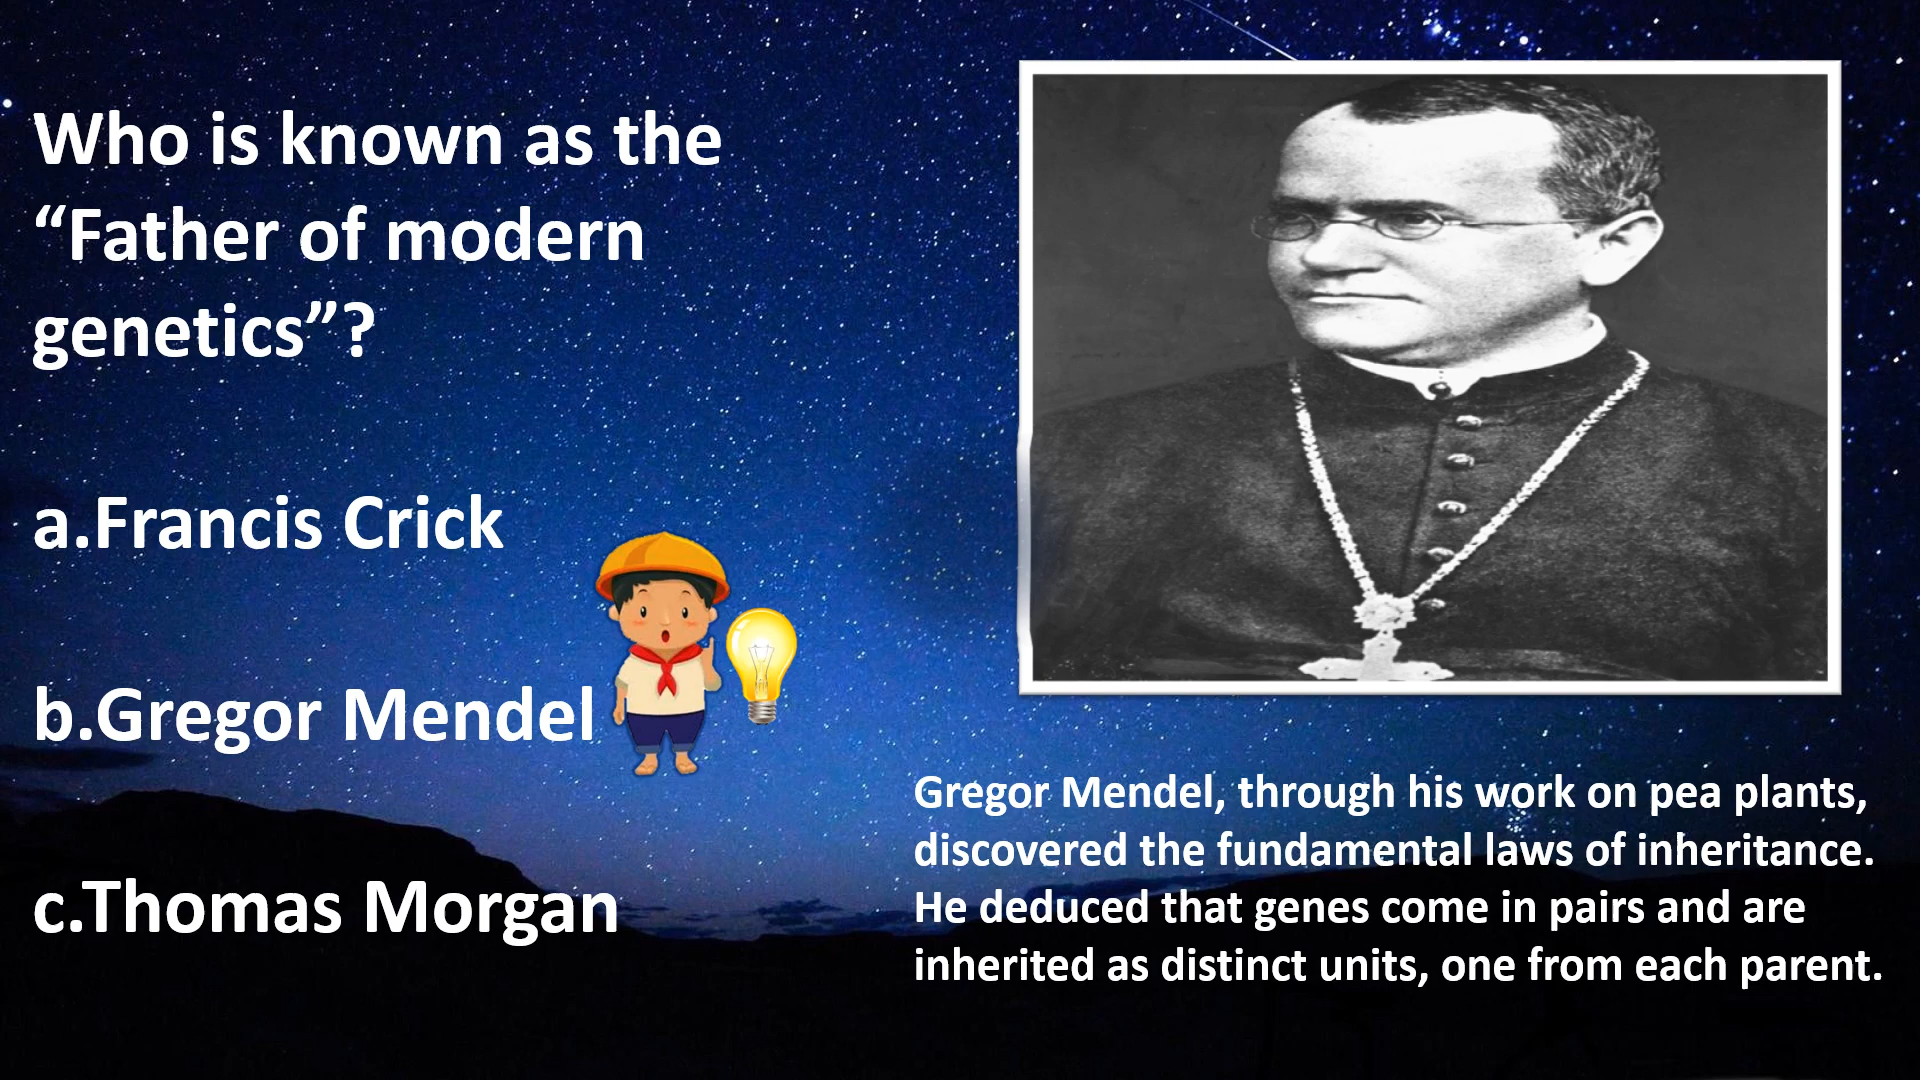 Who is known as the
“Father of modern
genetics”?
a.Francis Crick
b.Gregor Mendel
c.Thomas Morgan
Gregor Mendel, through his work on pea plants,
discovered the fundamental laws of inheritance.
He deduced that genes come in pairs and are
inherited as distinct units, one from each parent.